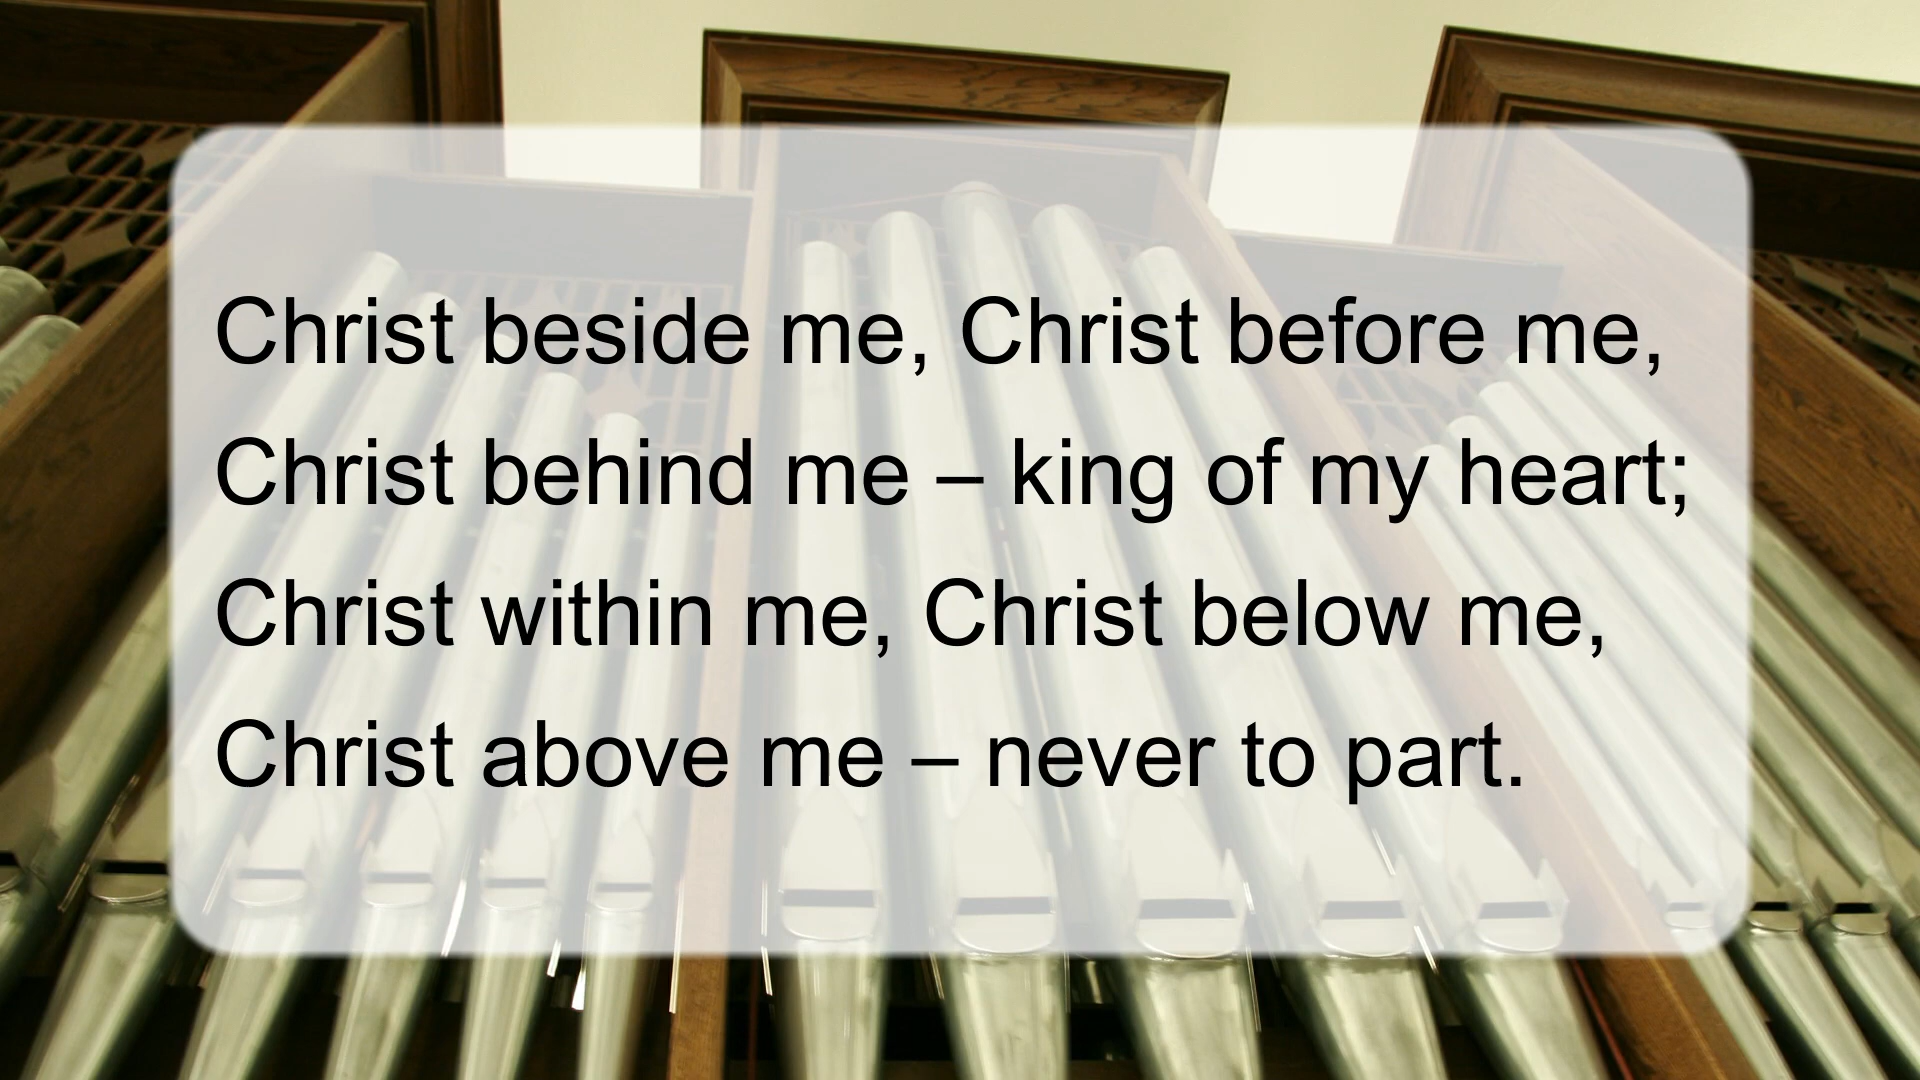 Christ beside me, Christ before me,
Christ behind me – king of my heart;
Christ within me, Christ below me,
Christ above me – never to part.